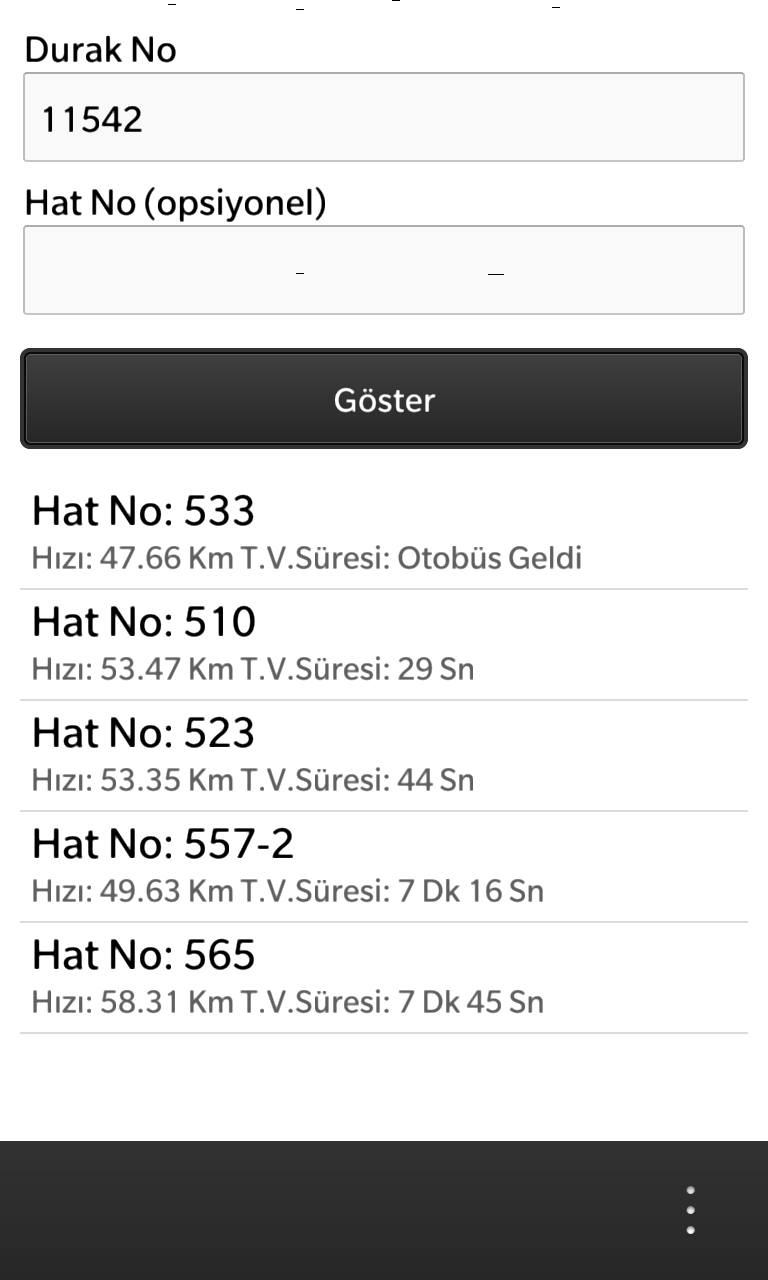 Durak No
11542
Hat No (opsiyonel)
Göster
Hat No: 533
Hızı: 47.66 Km T.V.Süresi: Otobüs Geldi
Hat No: 510
Hızı: 53.47 Km T.V.Süresi: 29 Sn
Hat No: 523
Hızı: 53.35 Km T.V.Süresi: 44 Sn
Hat No: 557-2
Hızı: 49.63 Km T.V.Süresi: 7 Dk 16 Sn
Hat No: 565
Hızı: 58.31 Km T.V.Süresi: 7 Dk 45 Sn